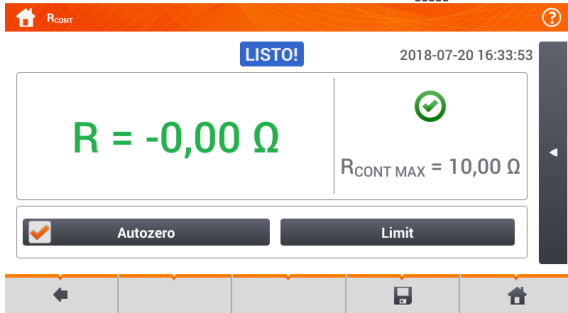 RCONT
?
LISTO!
2018-07-20 16:33:53
R = -0,00 Ω
RCONT MAX = 10,00 Ω
Autozero
Limit